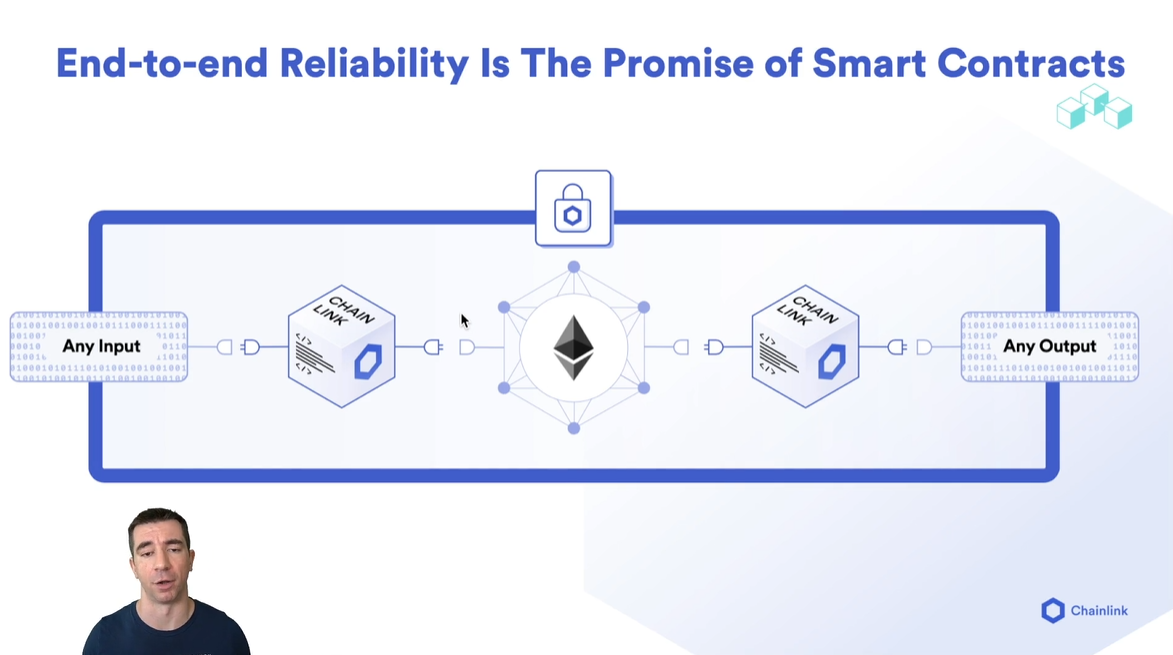 End-to-end Reliability Is The Promise of Smart Contracts
Any Input
CHAIN
LINK
</>
</>
CHAIN
LINK
</>
</>
Any Output
Chainlink